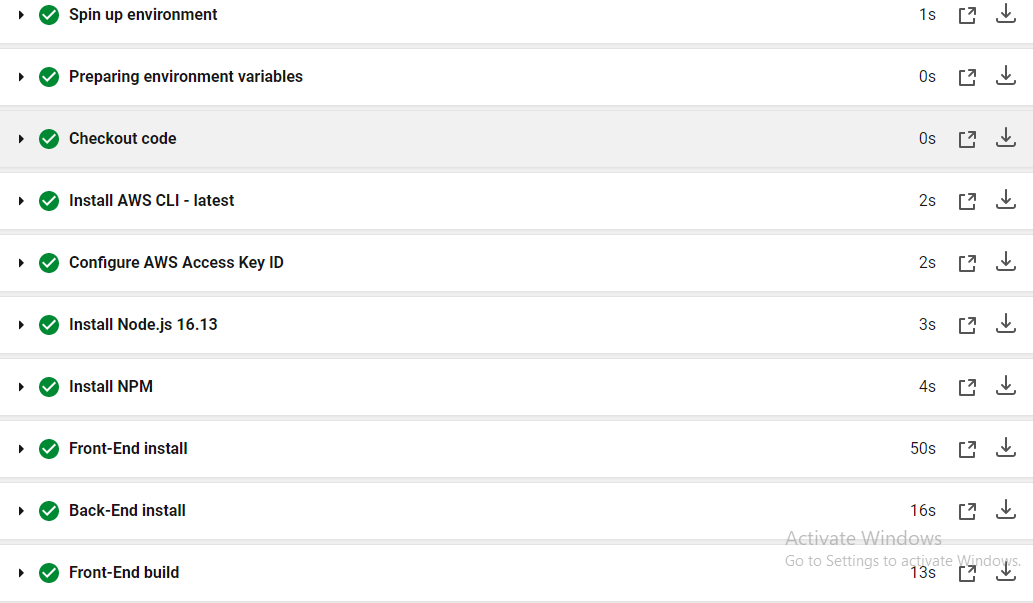 Spin up environment 1s
Preparing environment variables 0s
Checkout code 0s
Install AWS CLI - latest 2s
Configure AWS Access Key ID 2s
Install Node.js 16.13 3s
Install NPM 4s
Front-End install 50s
Back-End install 16s
Activate Windows
Go to Settings to activate Windows.
Front-End build 13s